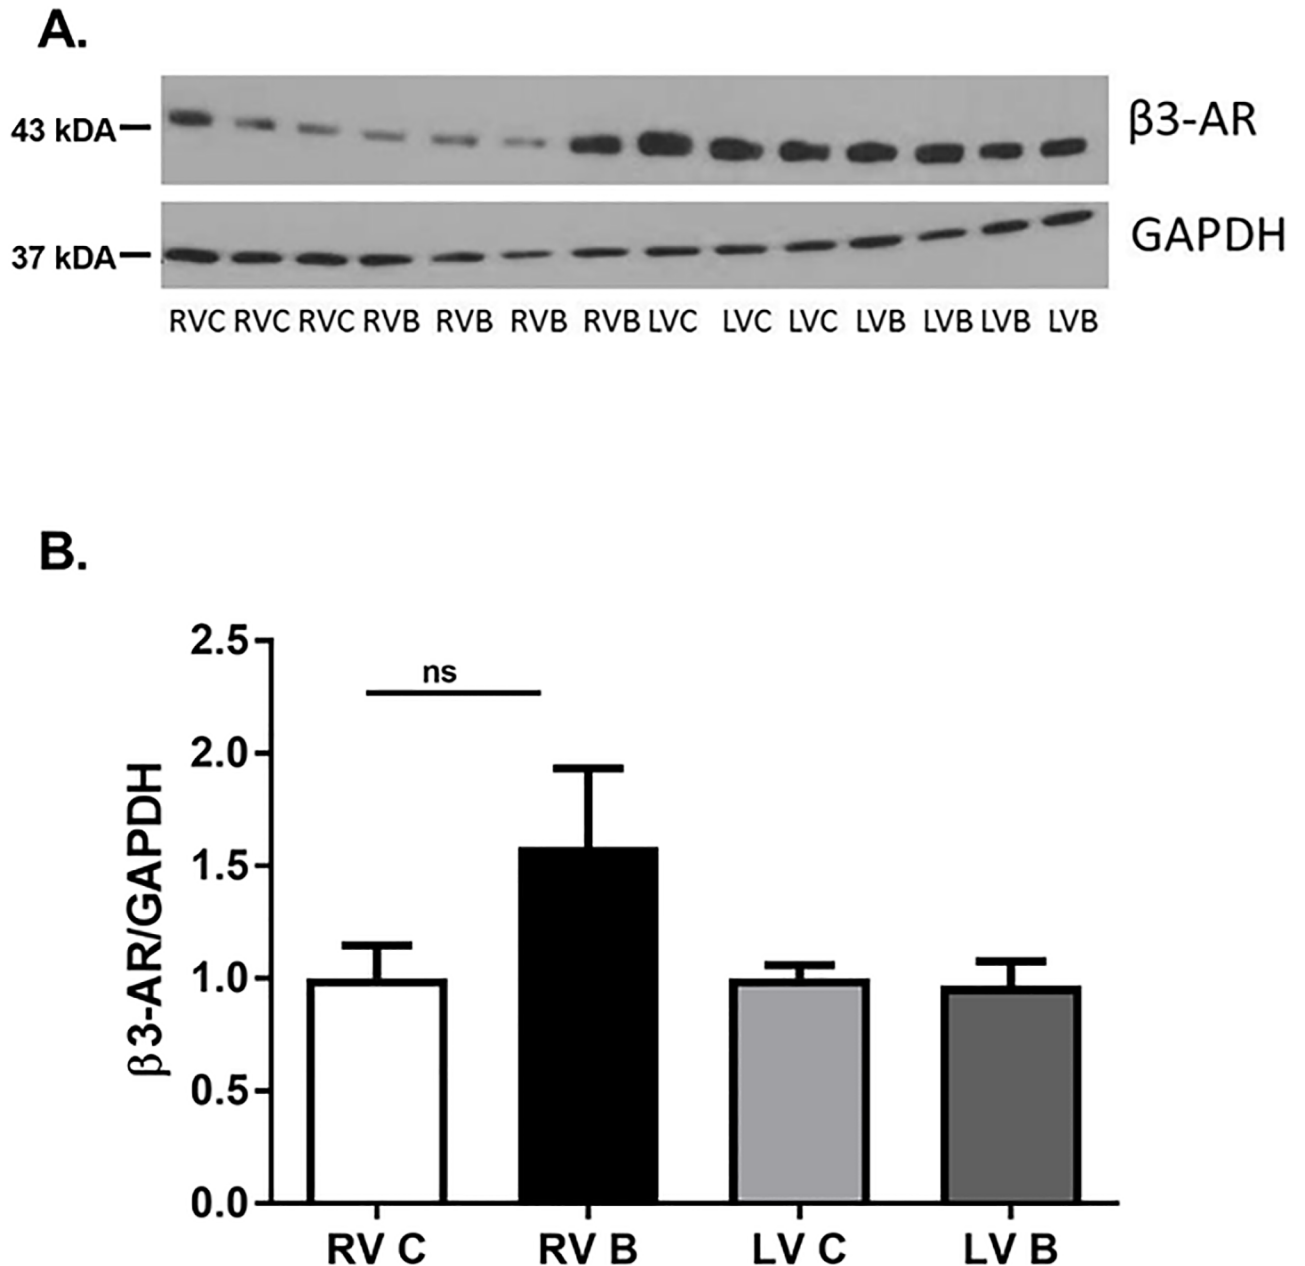 A.
43 kDA
β3-AR
37 kDA
GAPDH
RVC RVC RVC RVB RVB RVB RVB LVC LVC LVC LVB LVB LVB LVB
B.
2.5
ns
2.0
1.5
1.0
0.5
0.0
β3-AR/GAPDH
RV C RV B LV C LV B